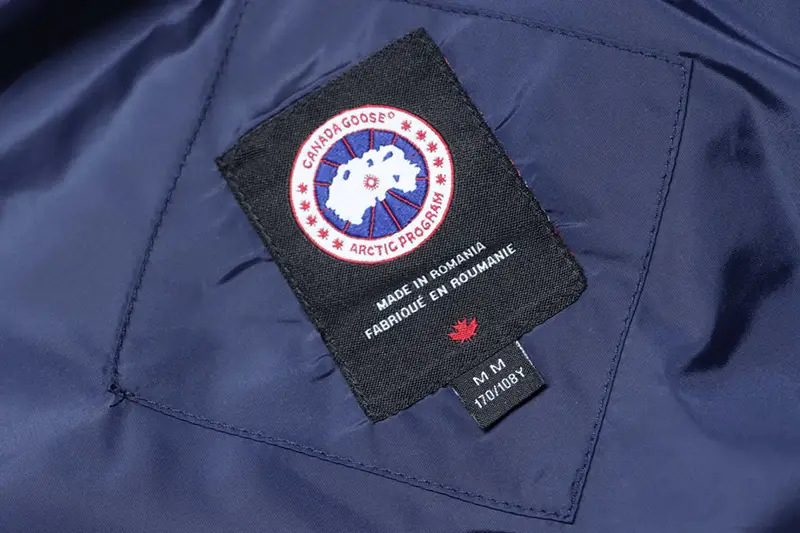 CANADA GOOSE®
ARCTIC PROGRAM
MADE IN ROMANIA
FABRIQUÉ EN ROUMANIE
M M
170/108Y